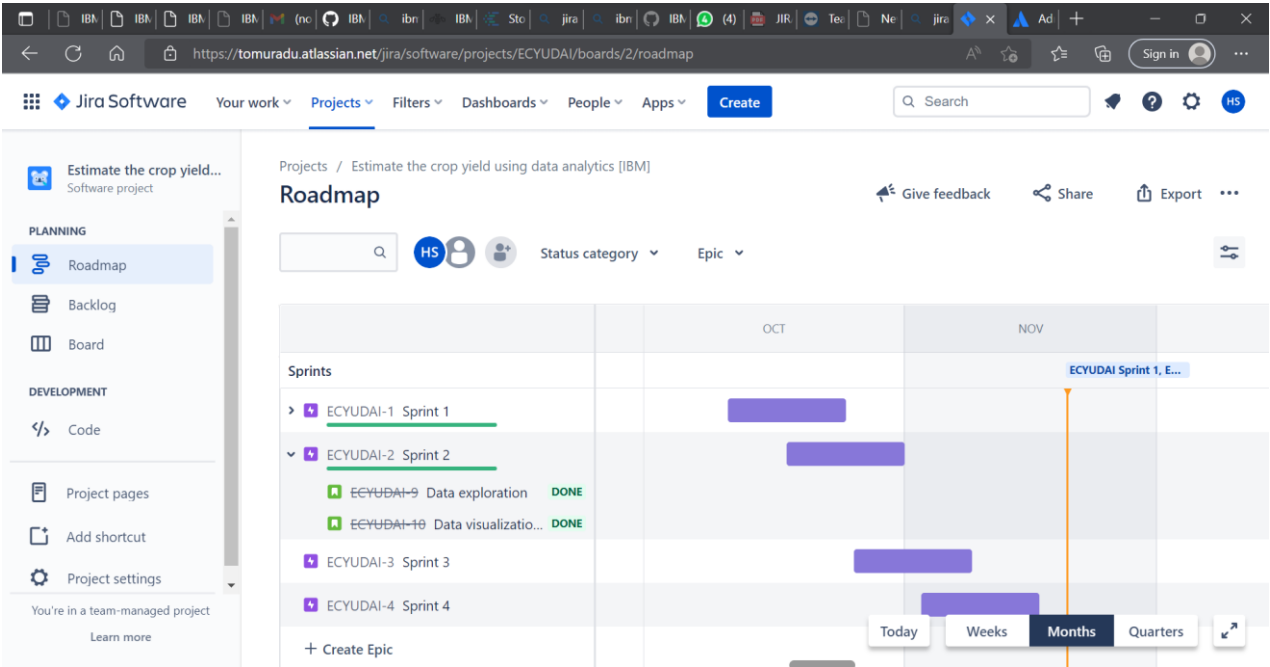 IBM IBM IBM IBM (no IBM ibn IBM Sto jira ibn IBM (4) JIR Tea Ne jira Ad
https://tomuradu.atlassian.net/jira/software/projects/ECYUDAI/boards/2/roadmap Sign in
Jira Software Your work Projects Filters Dashboards People Apps Create Search HS
Estimate the crop yield...
Software project
PLANNING
Roadmap
Backlog
Board
DEVELOPMENT
Code
Project pages
Add shortcut
Project settings
You're in a team-managed project
Learn more
Projects / Estimate the crop yield using data analytics [IBM]
Roadmap
Give feedback Share Export
HS Status category Epic
OCT NOV
Sprints ECYUDAI Sprint 1, E...
ECYUDAI-1 Sprint 1
ECYUDAI-2 Sprint 2
ECYUDAI-9 Data exploration DONE
ECYUDAI-10 Data visualizatio... DONE
ECYUDAI-3 Sprint 3
ECYUDAI-4 Sprint 4
Today Weeks Months Quarters
+ Create Epic